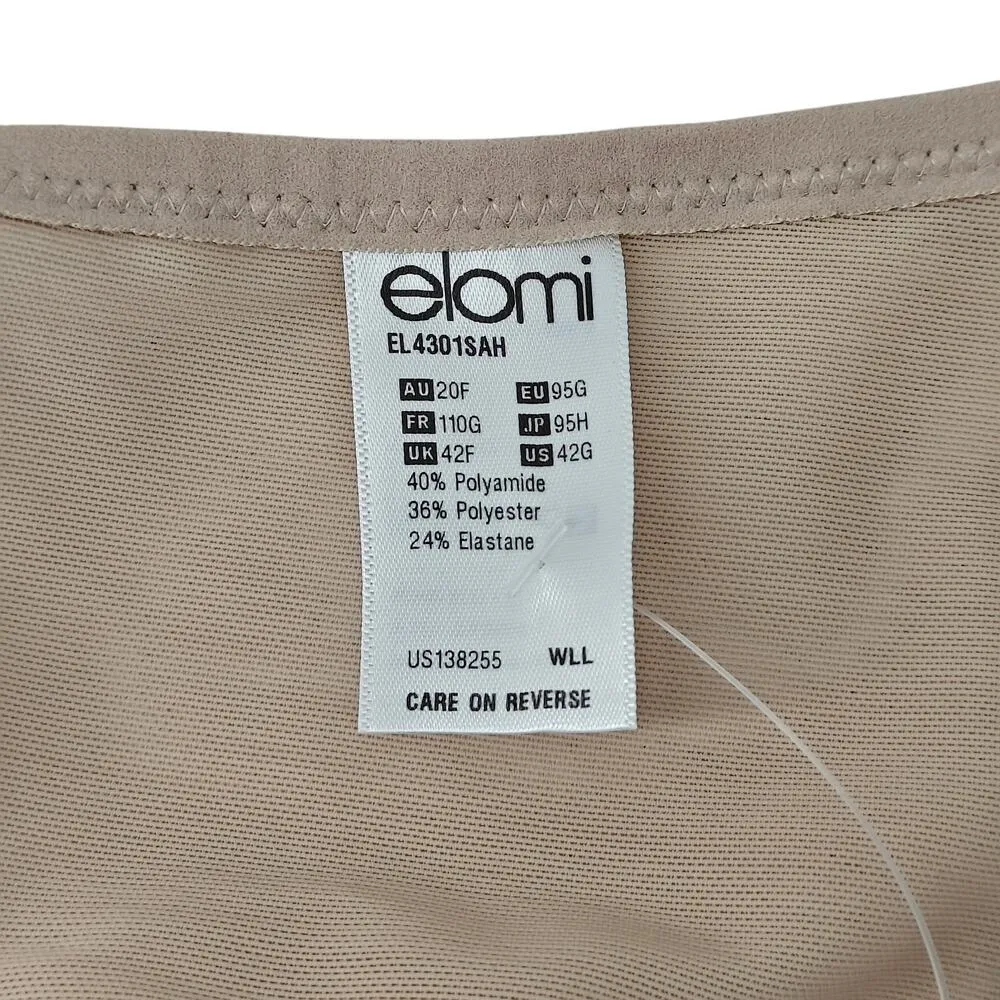 elomi
EL4301SAH
AU 20F EU 95G
FR 110G JP 95H
UK 42F US 42G
40% Polyamide
36% Polyester
24% Elastane
US138255 WLL
CARE ON REVERSE